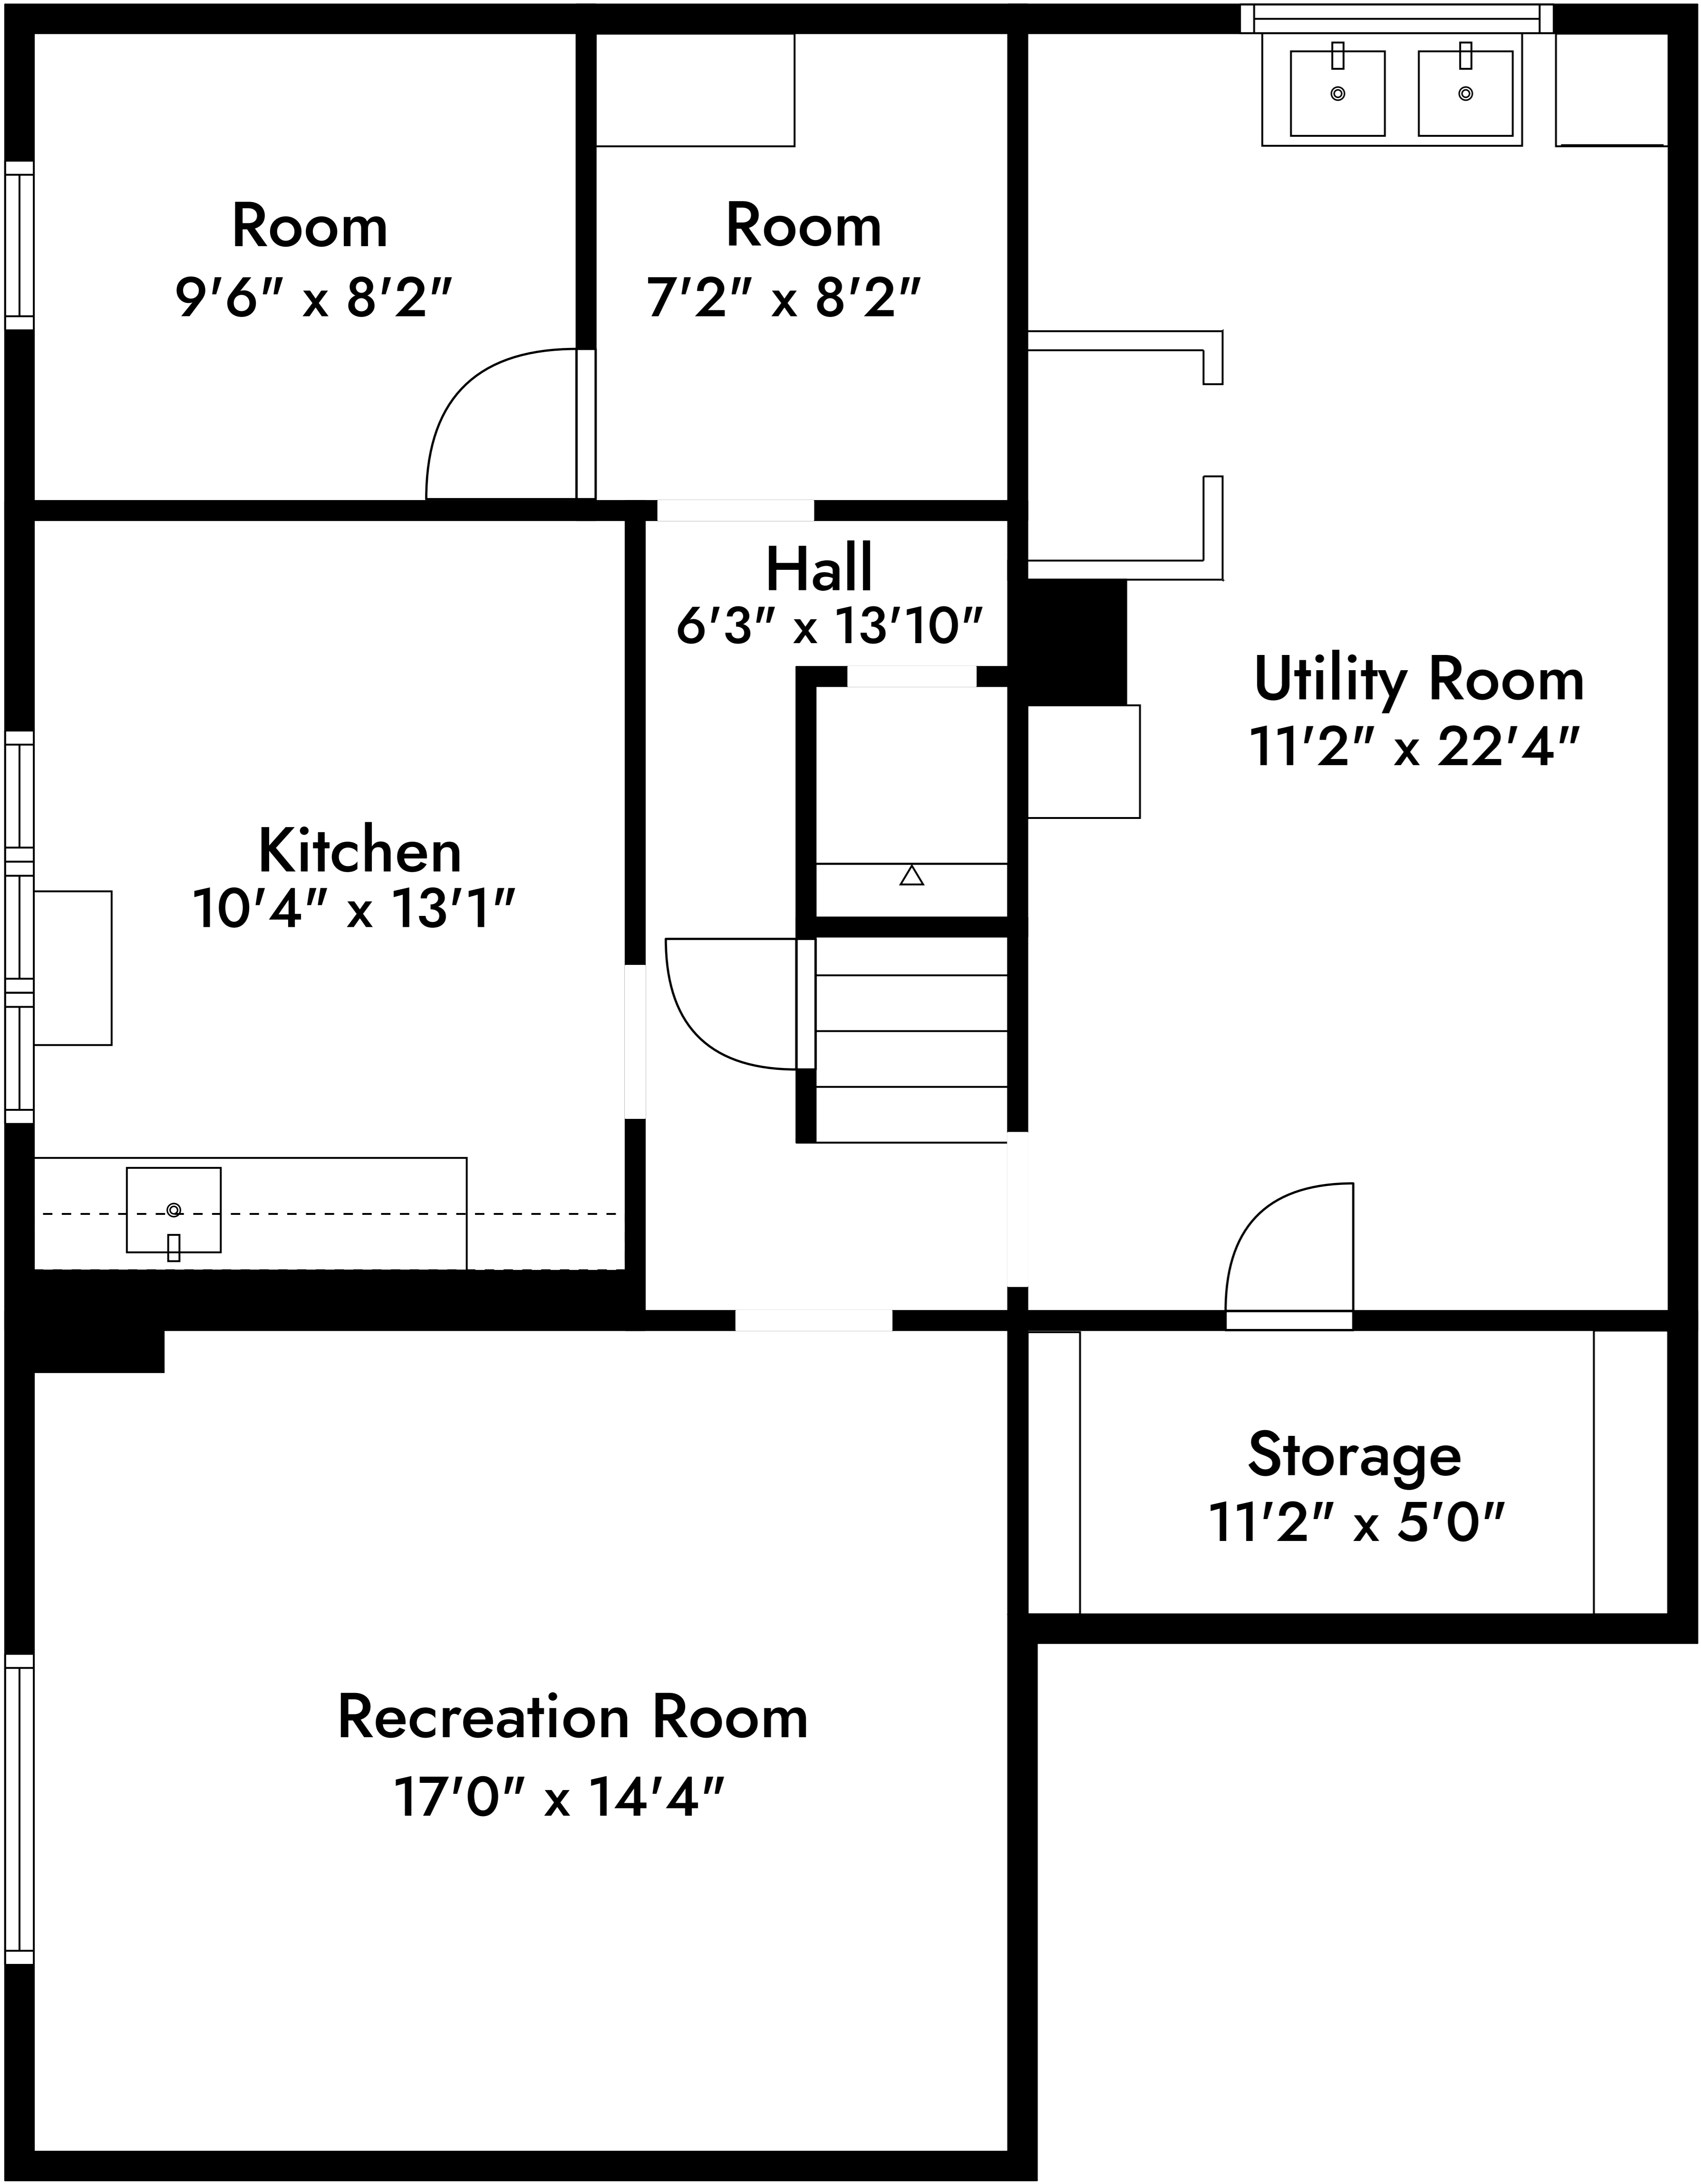 Room
9'6" x 8'2"
Room
7'2" x 8'2"
Hall
6'3" x 13'10"
Utility Room
11'2" x 22'4"
Kitchen
10'4" x 13'1"
Storage
11'2" x 5'0"
Recreation Room
17'0" x 14'4"